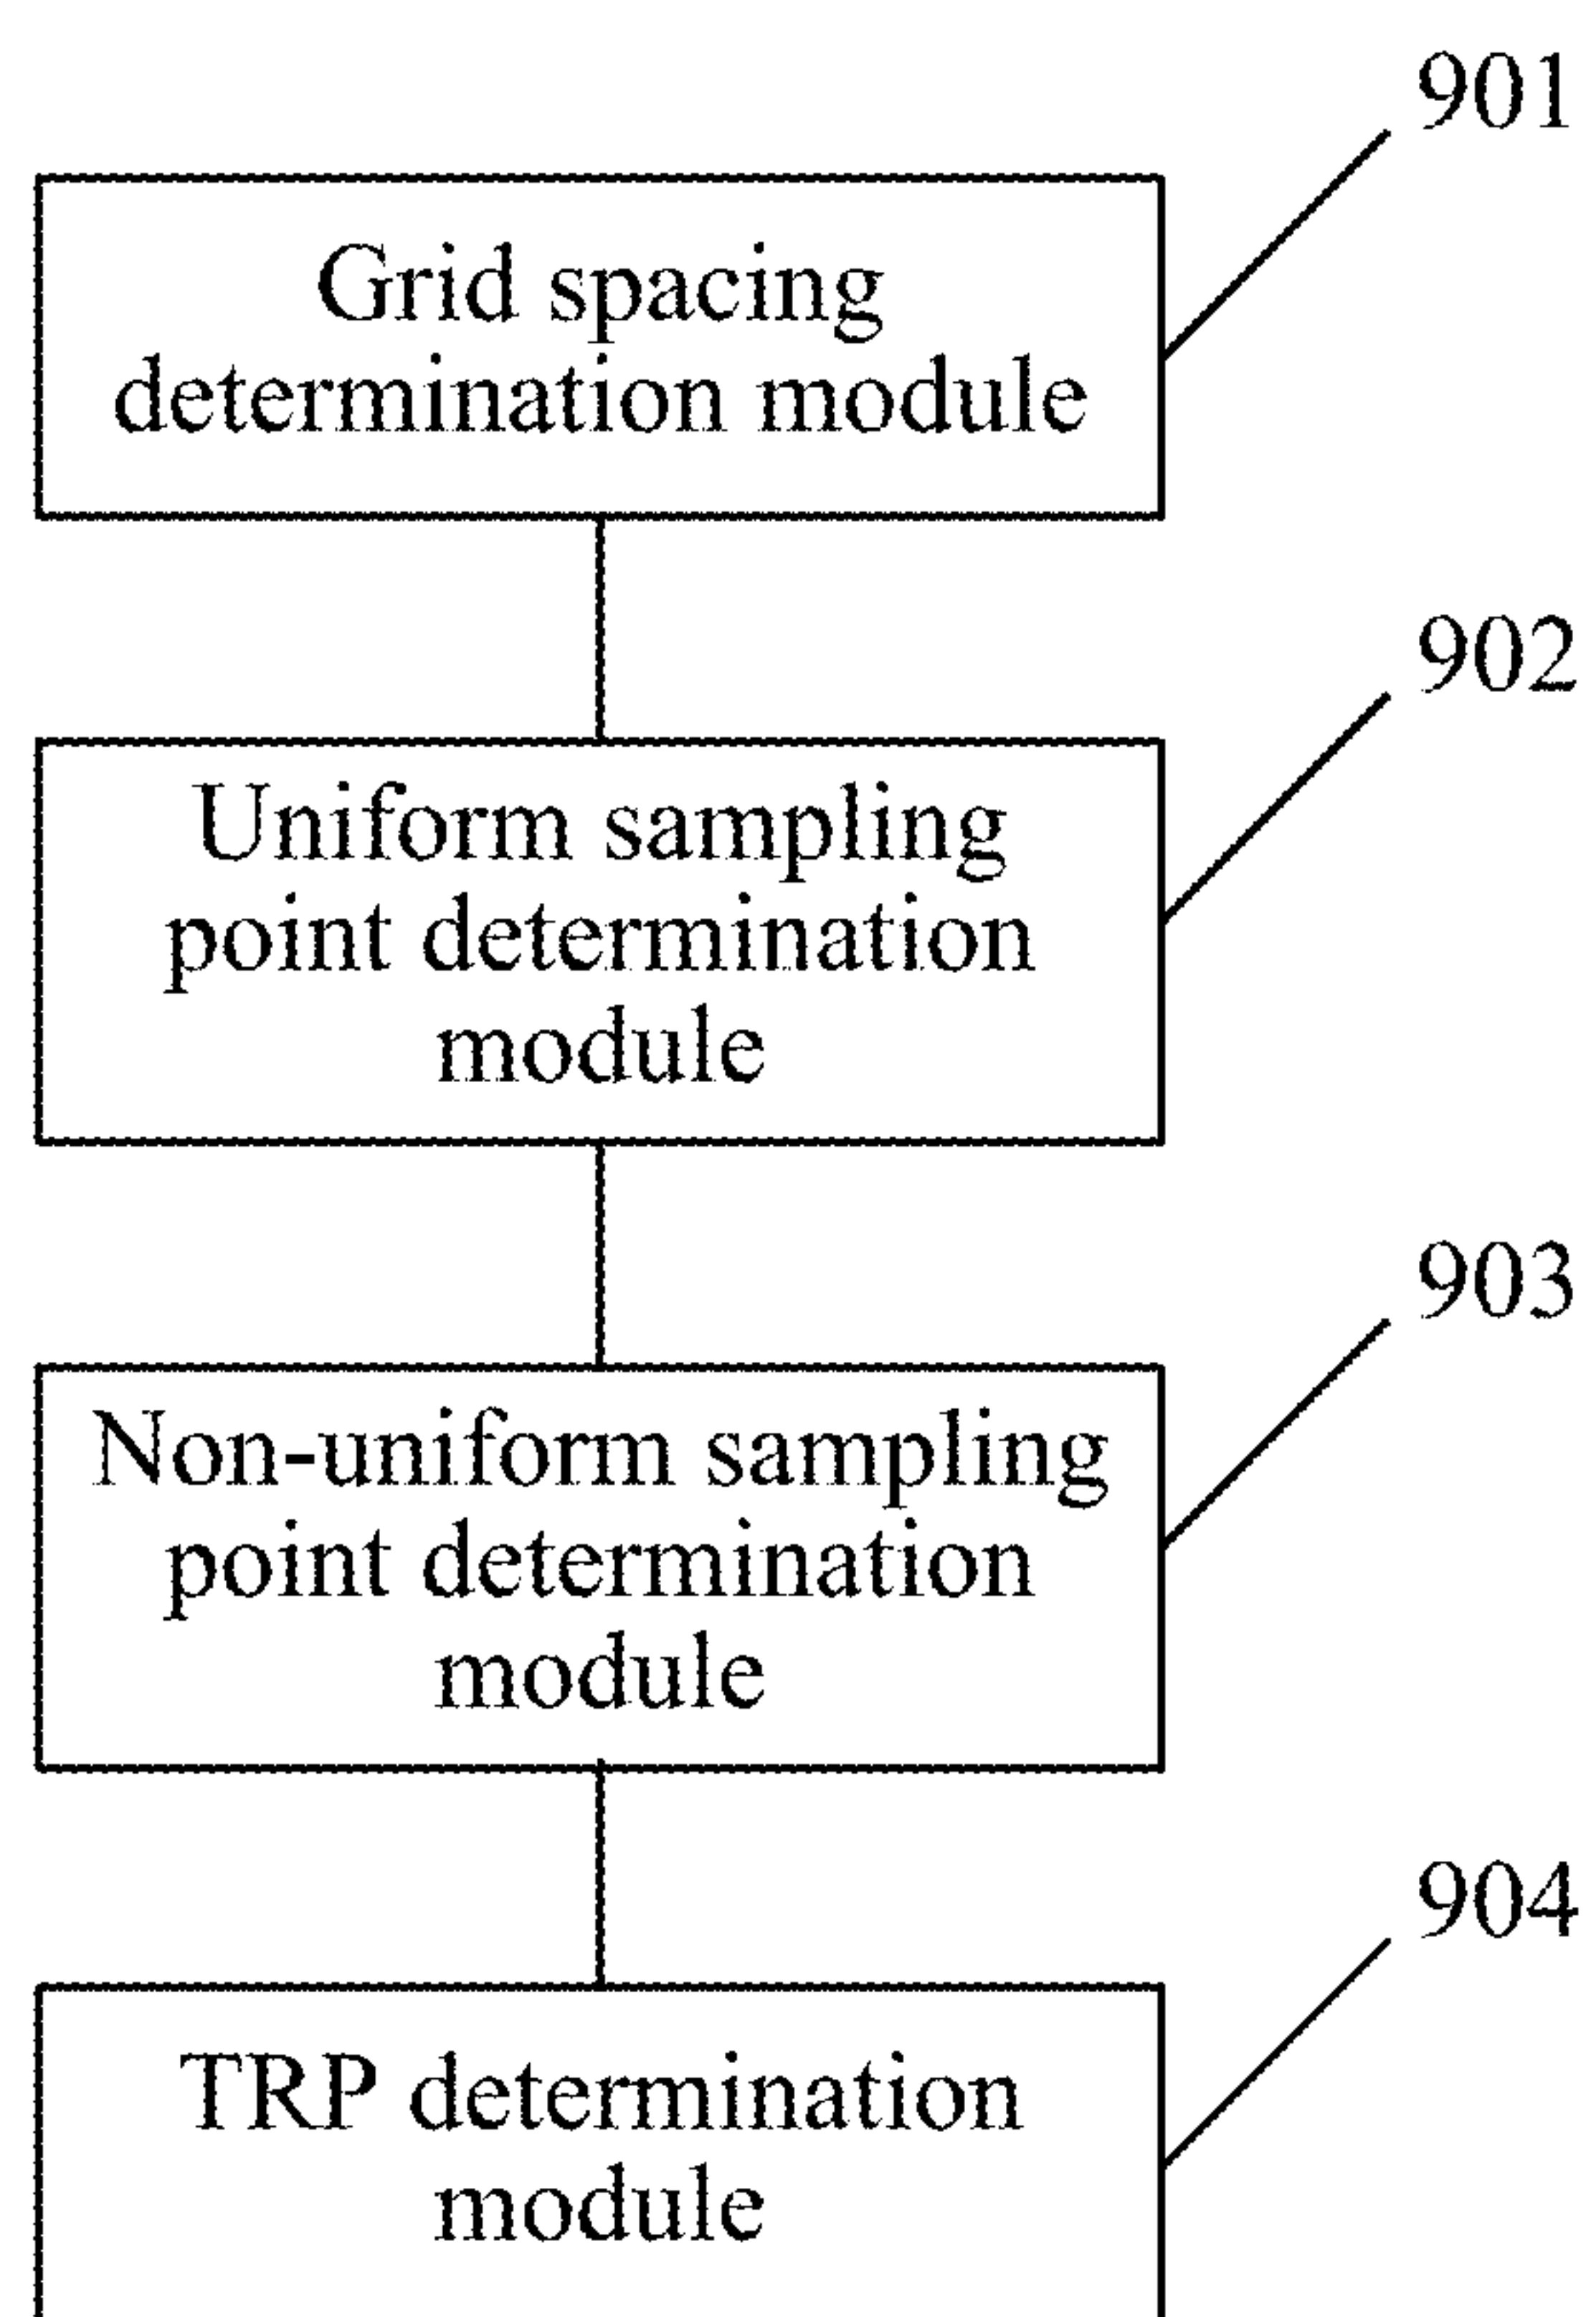 901
Grid spacing
determination module
902
Uniform sampling
point determination
module
903
Non-uniform sampling
point determination
module
904
TRP determination
module